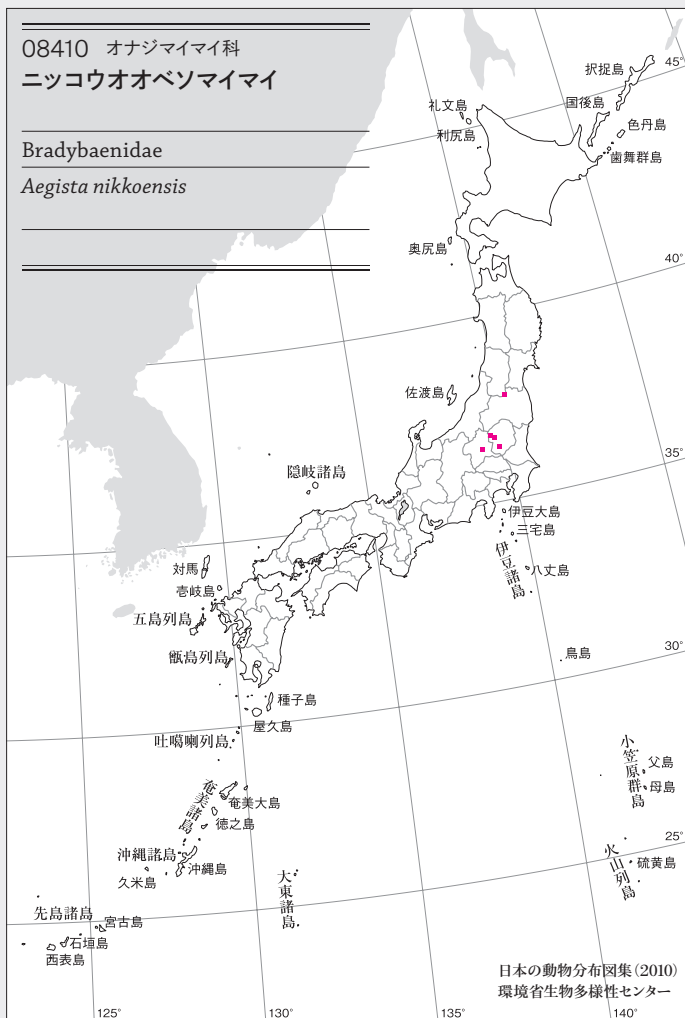 08410 オナジマイマイ科
ニッコウオオベソマイマイ
Bradybaenidae
Aegista nikkoensis
45°
択捉島
国後島
色丹島
歯舞群島
礼文島
利尻島
奥尻島
40°
佐渡島
35°
隠岐諸島
伊豆大島
三宅島
伊豆諸島
八丈島
対馬
壱岐島
五島列島
甑島列島
鳥島
30°
種子島
屋久島
吐噶喇列島
小笠原群島
父島
母島
奄美諸島
奄美大島
徳之島
25°
沖縄諸島
沖縄島
久米島
火山列島
硫黄島
大東諸島
先島諸島
宮古島
石垣島
西表島
日本の動物分布図集(2010)
環境省生物多様性センター
125°
130°
135°
140°